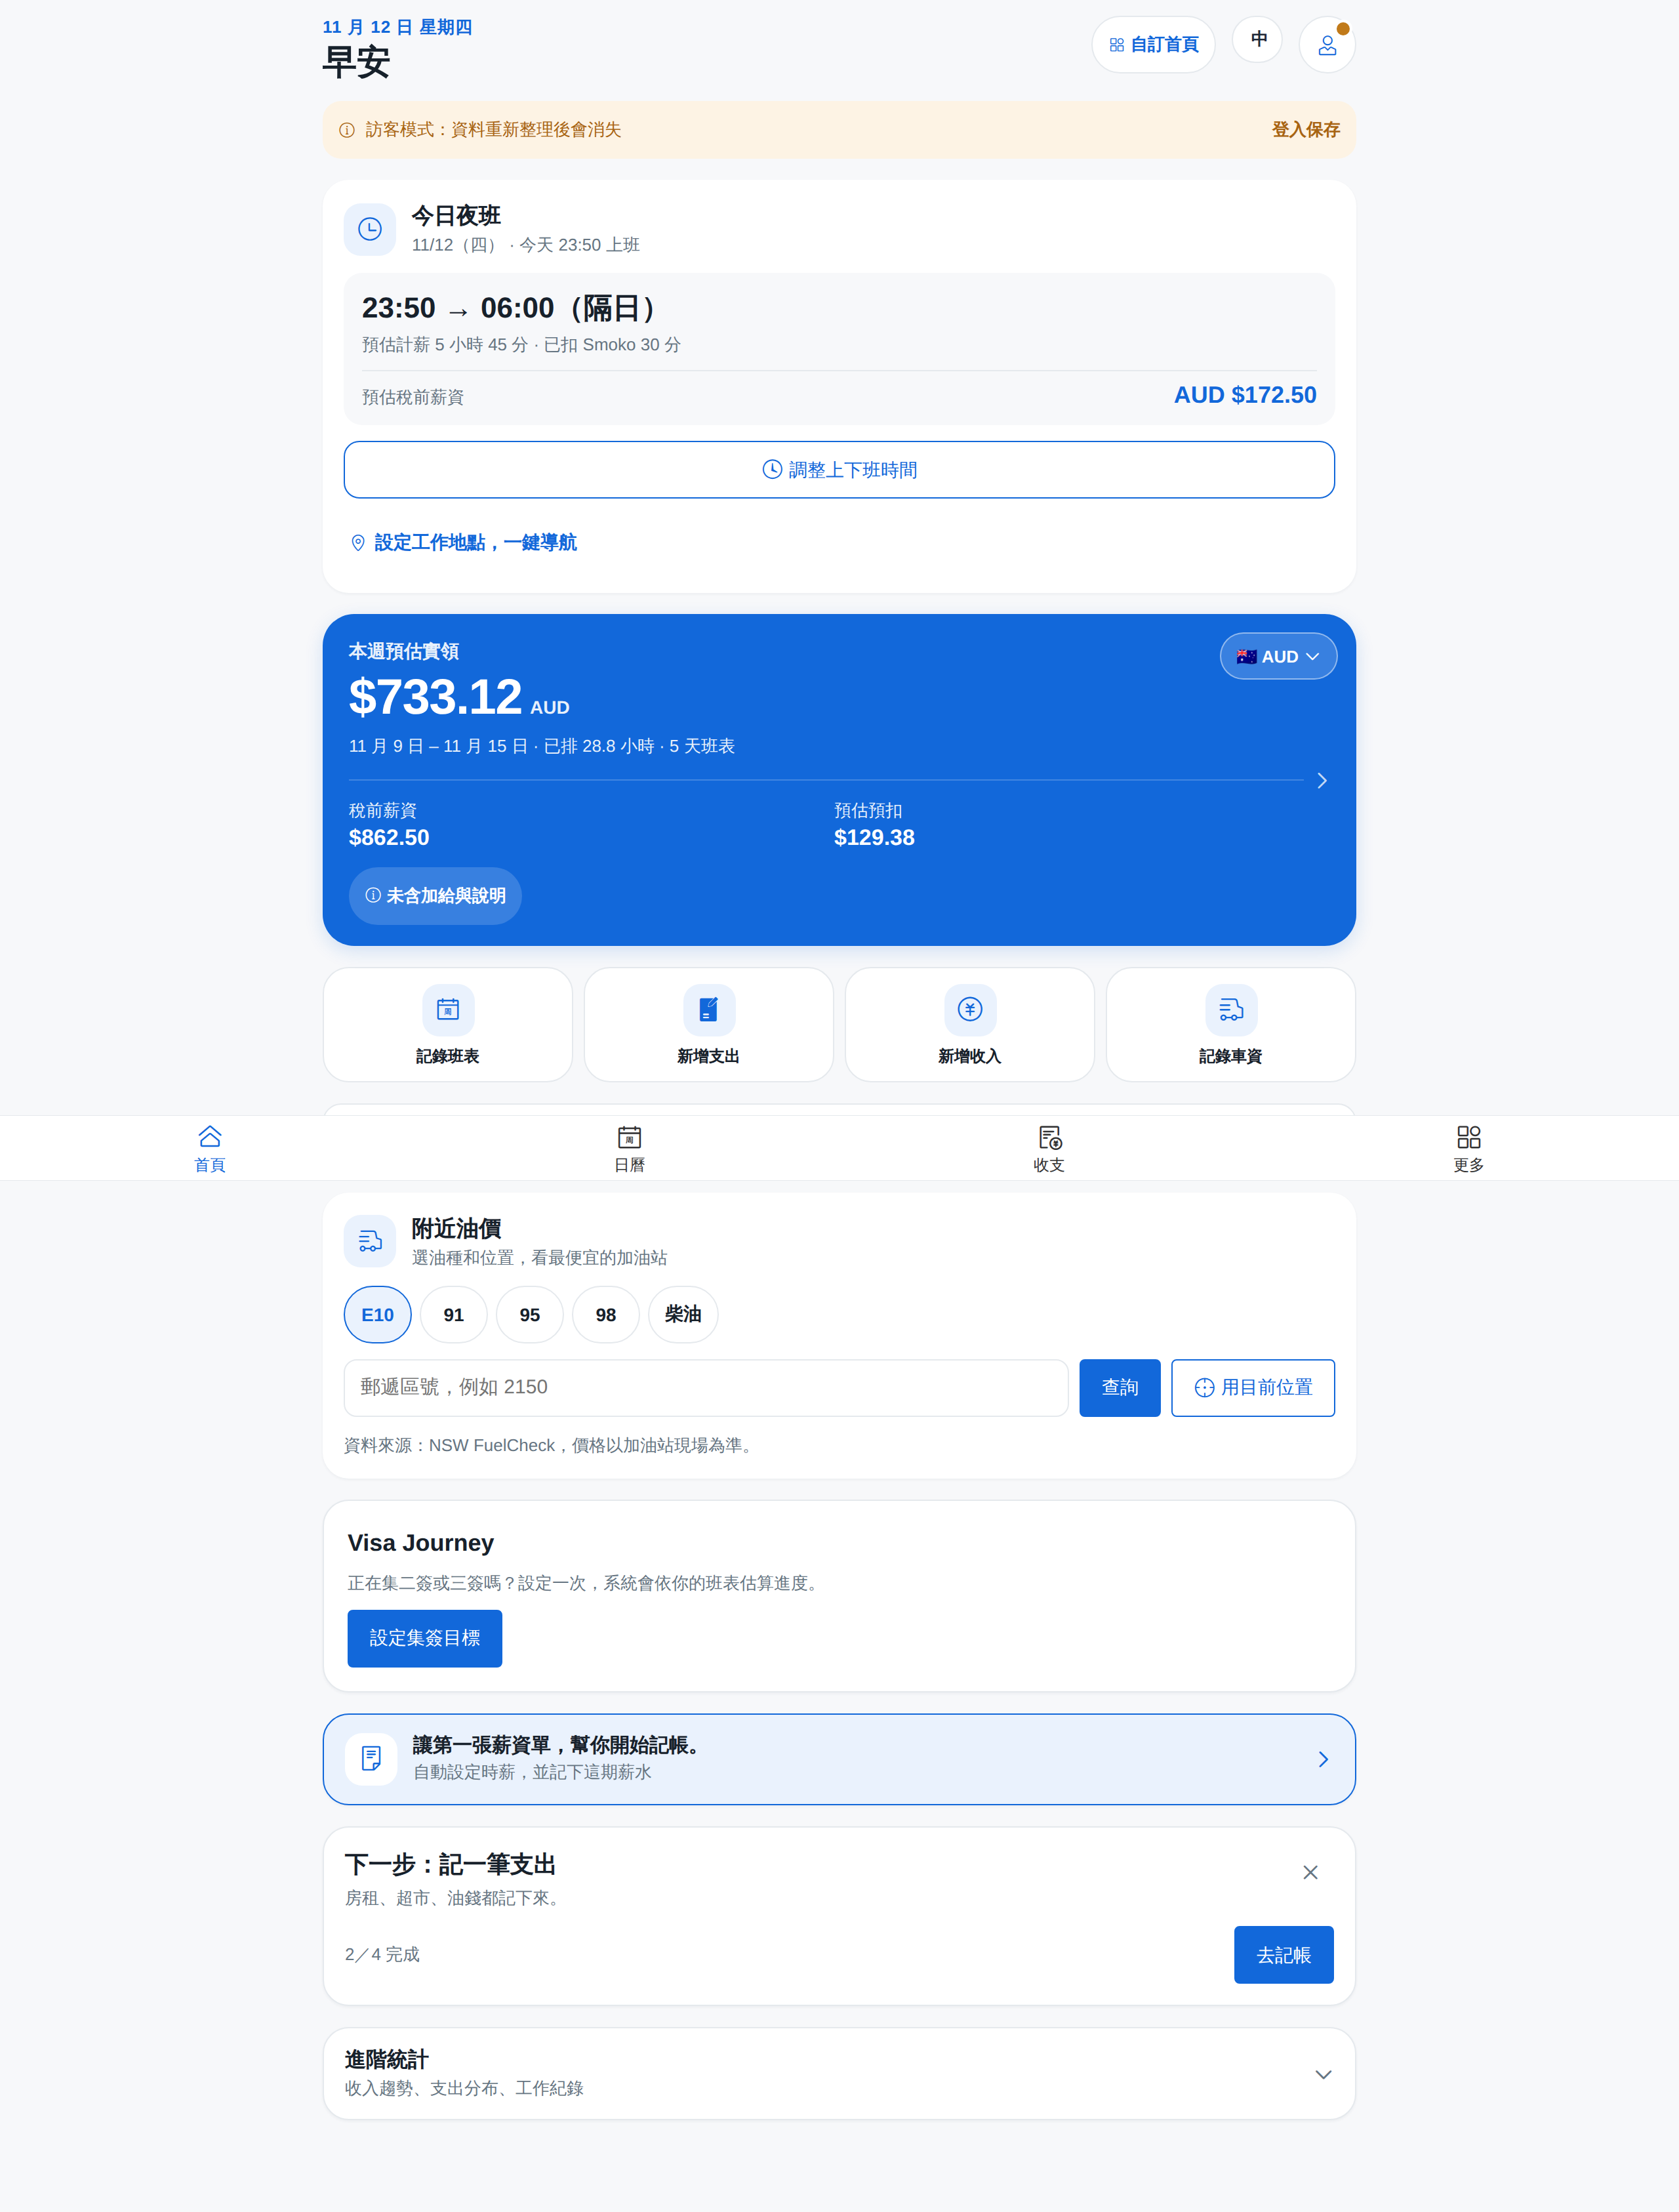 11 月 12 日 星期四
早安
自訂首頁
中
訪客模式：資料重新整理後會消失
登入保存
今日夜班
11/12（四） · 今天 23:50 上班
23:50 → 06:00（隔日）
預估計薪 5 小時 45 分 · 已扣 Smoko 30 分
預估稅前薪資
AUD $172.50
調整上下班時間
設定工作地點，一鍵導航
本週預估實領
AUD
$733.12 AUD
11 月 9 日 – 11 月 15 日 · 已排 28.8 小時 · 5 天班表
稅前薪資
預估預扣
$862.50
$129.38
未含加給與說明
記錄班表
新增支出
新增收入
記錄車資
首頁
日曆
收支
更多
附近油價
選油種和位置，看最便宜的加油站
E10
91
95
98
柴油
郵遞區號，例如 2150
查詢
用目前位置
資料來源：NSW FuelCheck，價格以加油站現場為準。
Visa Journey
正在集二簽或三簽嗎？設定一次，系統會依你的班表估算進度。
設定集簽目標
讓第一張薪資單，幫你開始記帳。
自動設定時薪，並記下這期薪水
下一步：記一筆支出
房租、超市、油錢都記下來。
2／4 完成
去記帳
進階統計
收入趨勢、支出分布、工作紀錄